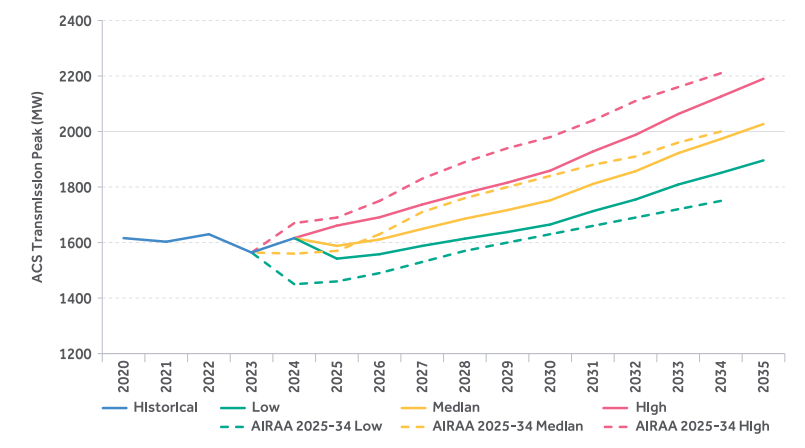 2400
2200
2000
1800
1600
1400
1200
ACS Transmission Peak (MW)
2020
2021
2022
2023
2024
2025
2026
2027
2028
2029
2030
2031
2032
2033
2034
2035
Historical
Low
Median
High
AIRAA 2025-34 Low
AIRAA 2025-34 Median
AIRAA 2025-34 High